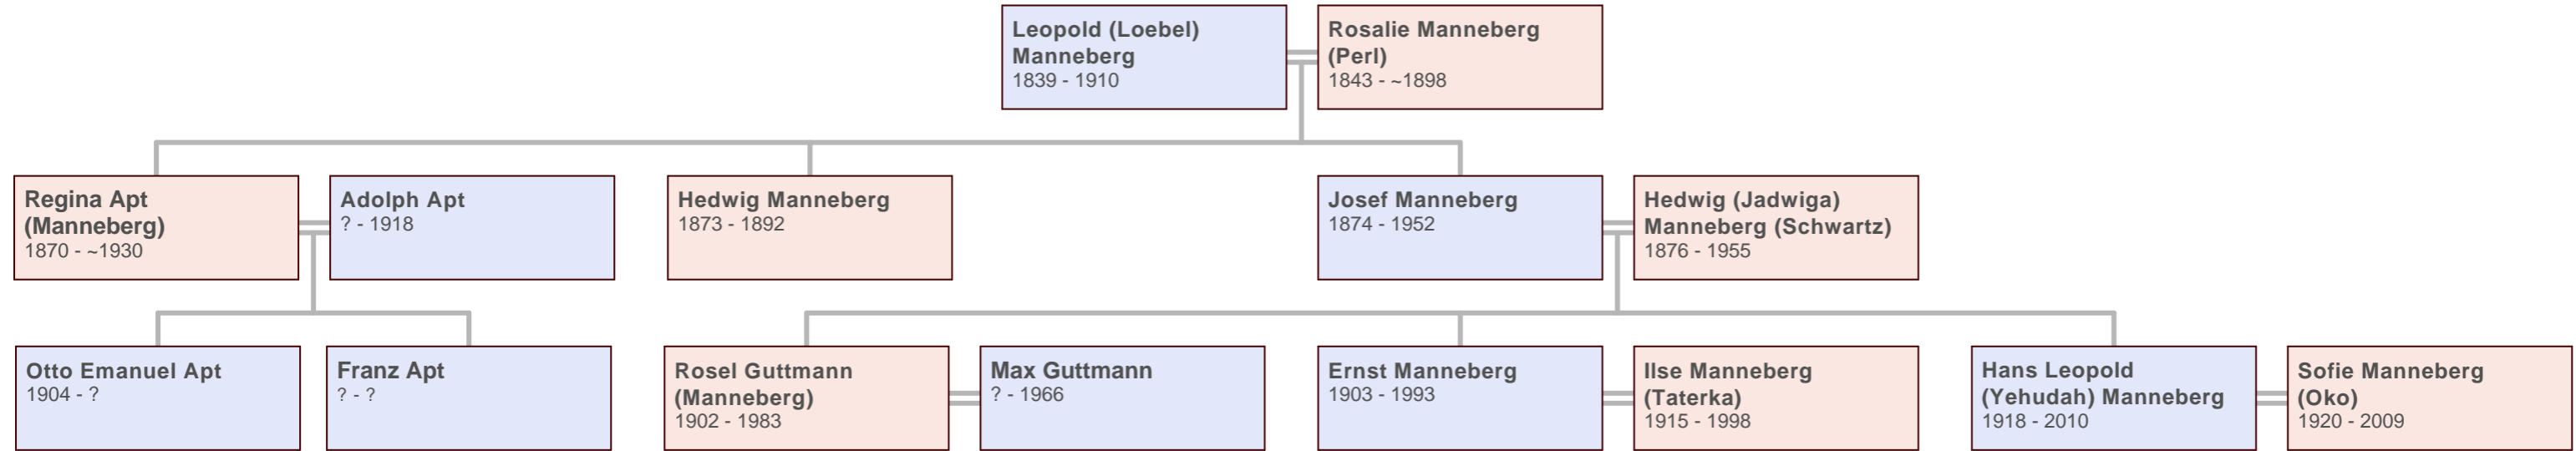 Leopold (Loebel)
Manneberg
1839 - 1910
Rosalie Manneberg
(Perl)
1843 - ~1898
Regina Apt
(Manneberg)
1870 - ~1930
Adolph Apt
? - 1918
Hedwig Manneberg
1873 - 1892
Josef Manneberg
1874 - 1952
Hedwig (Jadwiga)
Manneberg (Schwartz)
1876 - 1955
Otto Emanuel Apt
1904 - ?
Franz Apt
? - ?
Rosel Guttmann
(Manneberg)
1902 - 1983
Max Guttmann
? - 1966
Ernst Manneberg
1903 - 1993
Ilse Manneberg
(Taterka)
1915 - 1998
Hans Leopold
(Yehudah) Manneberg
1918 - 2010
Sofie Manneberg
(Oko)
1920 - 2009